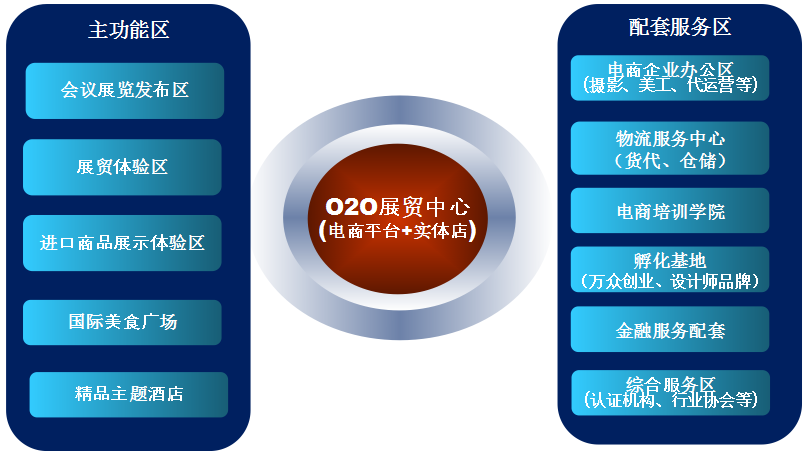 主功能区
会议展览发布区
展贸体验区
进口商品展示体验区
国际美食广场
精品主题酒店
O2O展贸中心
(电商平台+实体店)
配套服务区
电商企业办公区
(摄影、美工、代运营等)
物流服务中心
（货代、仓储）
电商培训学院
孵化基地
（万众创业、设计师品牌）
金融服务配套
综合服务区
(认证机构、行业协会等)